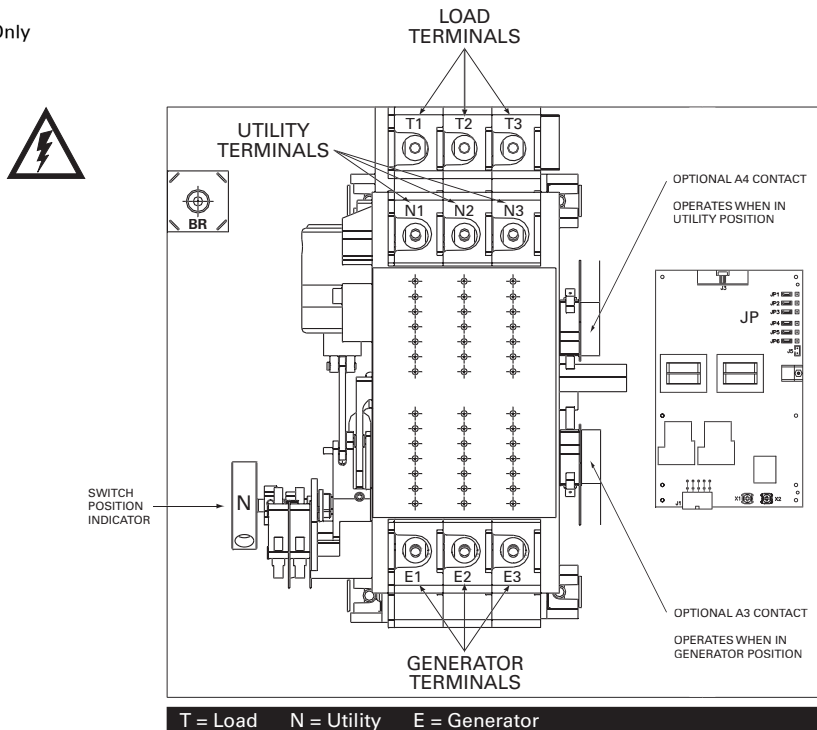 Only
LOAD
TERMINALS
T1 T2 T3
UTILITY
TERMINALS
BR
N1 N2 N3
OPTIONAL A4 CONTACT
OPERATES WHEN IN
UTILITY POSITION
J3
JP1
JP2
JP3
JP
JP4
JP5
JP6
J5
SWITCH
POSITION
INDICATOR
N
J1
X1 X2
E1 E2 E3
GENERATOR
TERMINALS
OPTIONAL A3 CONTACT
OPERATES WHEN IN
GENERATOR POSITION
T = Load N = Utility E = Generator